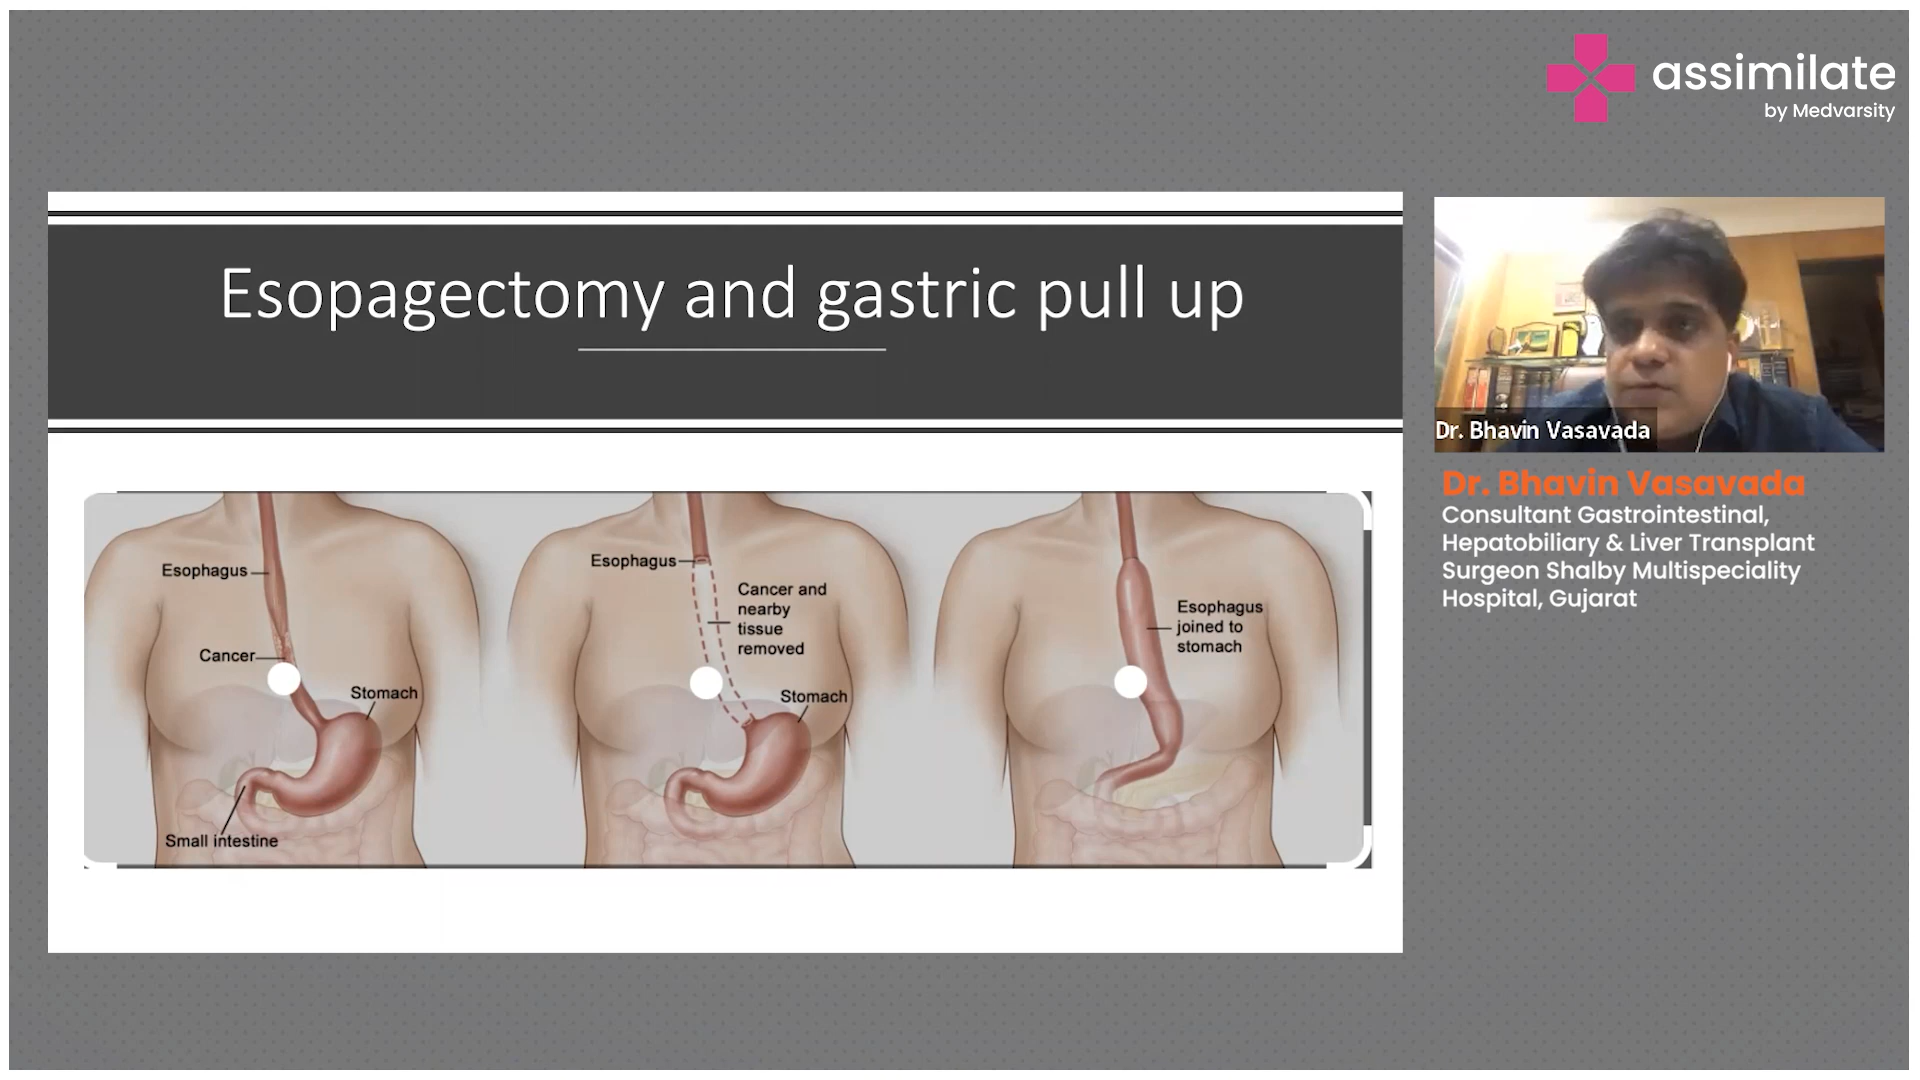 assimilate
by Medvarsity
Esopagectomy and gastric pull up
Esophagus
Cancer
Stomach
Small intestine
Esophagus
Cancer and
nearby
tissue
removed
Stomach
Esophagus
joined to
stomach
Dr. Bhavin Vasavada
Dr. Bhavin Vasavada
Consultant Gastrointestinal,
Hepatobiliary & Liver Transplant
Surgeon Shalby Multispeciality
Hospital, Gujarat